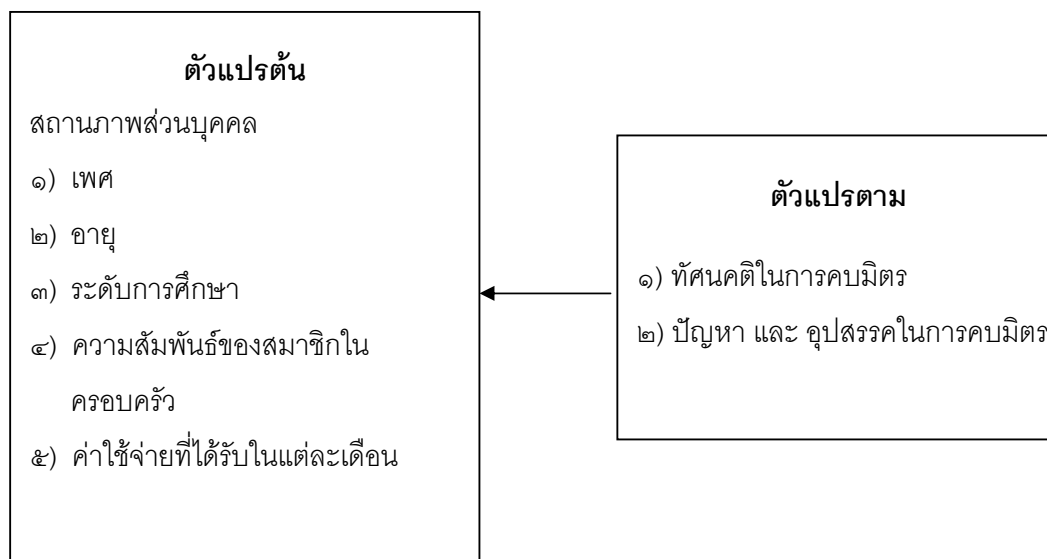 ตัวแปรต้น
สถานภาพส่วนบุคคล
๑) เพศ
๒) อายุ
๓) ระดับการศึกษา
๔) ความสัมพันธ์ของสมาชิกใน
ครอบครัว
๕) ค่าใช้จ่ายที่ได้รับในแต่ละเดือน
ตัวแปรตาม
๑) ทัศนคติในการคบมิตร
๒) ปัญหา และ อุปสรรคในการคบมิตร